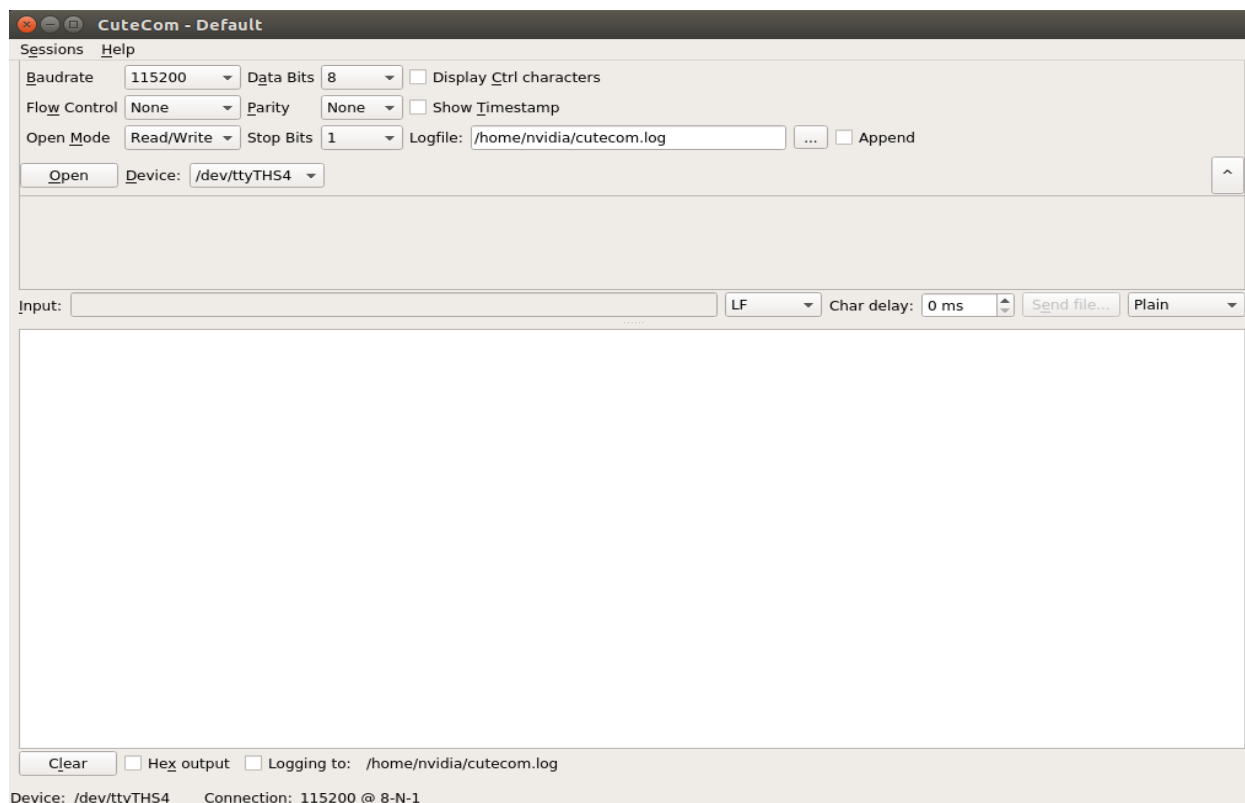 CuteCom - Default
Sessions Help
Baudrate 115200 Data Bits 8 Display Ctrl characters
Flow Control None Parity None Show Timestamp
Open Mode Read/Write Stop Bits 1 Logfile: /home/nvidia/cutecom.log ... Append
Open Device: /dev/ttyTHS4 ^
Input: LF Char delay: 0 ms Send file... Plain
Clear Hex output Logging to: /home/nvidia/cutecom.log
Device: /dev/ttyTHS4 Connection: 115200 @ 8-N-1